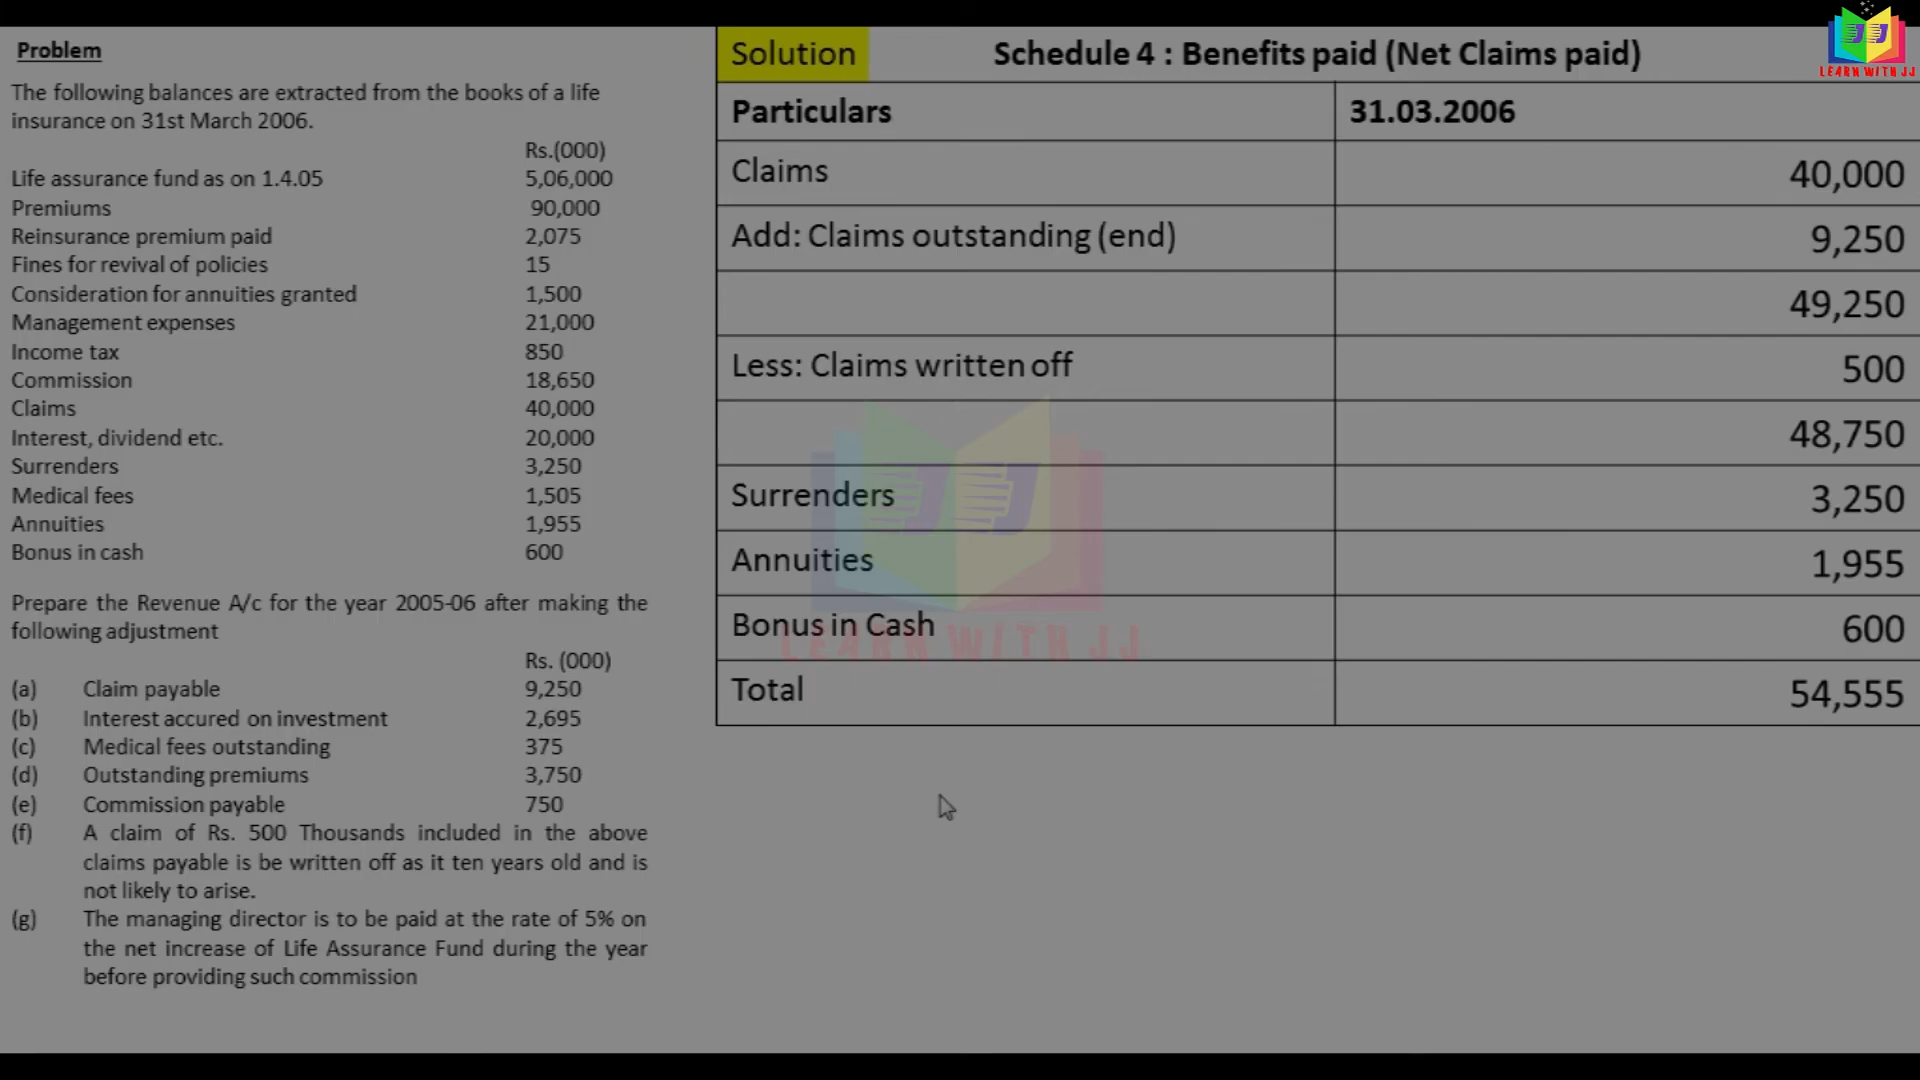 Problem
The following balances are extracted from the books of a life
insurance on 31st March 2006.
Rs.(000)
Life assurance fund as on 1.4.05 5,06,000
Premiums 90,000
Reinsurance premium paid 2,075
Fines for revival of policies 15
Consideration for annuities granted 1,500
Management expenses 21,000
Income tax 850
Commission 18,650
Claims 40,000
Interest, dividend etc. 20,000
Surrenders 3,250
Medical fees 1,505
Annuities 1,955
Bonus in cash 600
Prepare the Revenue A/c for the year 2005-06 after making the
following adjustment
Rs. (000)
(a) Claim payable 9,250
(b) Interest accured on investment 2,695
(c) Medical fees outstanding 375
(d) Outstanding premiums 3,750
(e) Commission payable 750
(f) A claim of Rs. 500 Thousands included in the above
claims payable is be written off as it ten years old and is
not likely to arise.
(g) The managing director is to be paid at the rate of 5% on
the net increase of Life Assurance Fund during the year
before providing such commission
Solution Schedule 4 : Benefits paid (Net Claims paid)
Particulars 31.03.2006
Claims 40,000
Add: Claims outstanding (end) 9,250
49,250
Less: Claims written off 500
48,750
Surrenders 3,250
Annuities 1,955
Bonus in Cash 600
Total 54,555
JJ
LEARN WITH JJ
JJ
LEARN WITH JJ